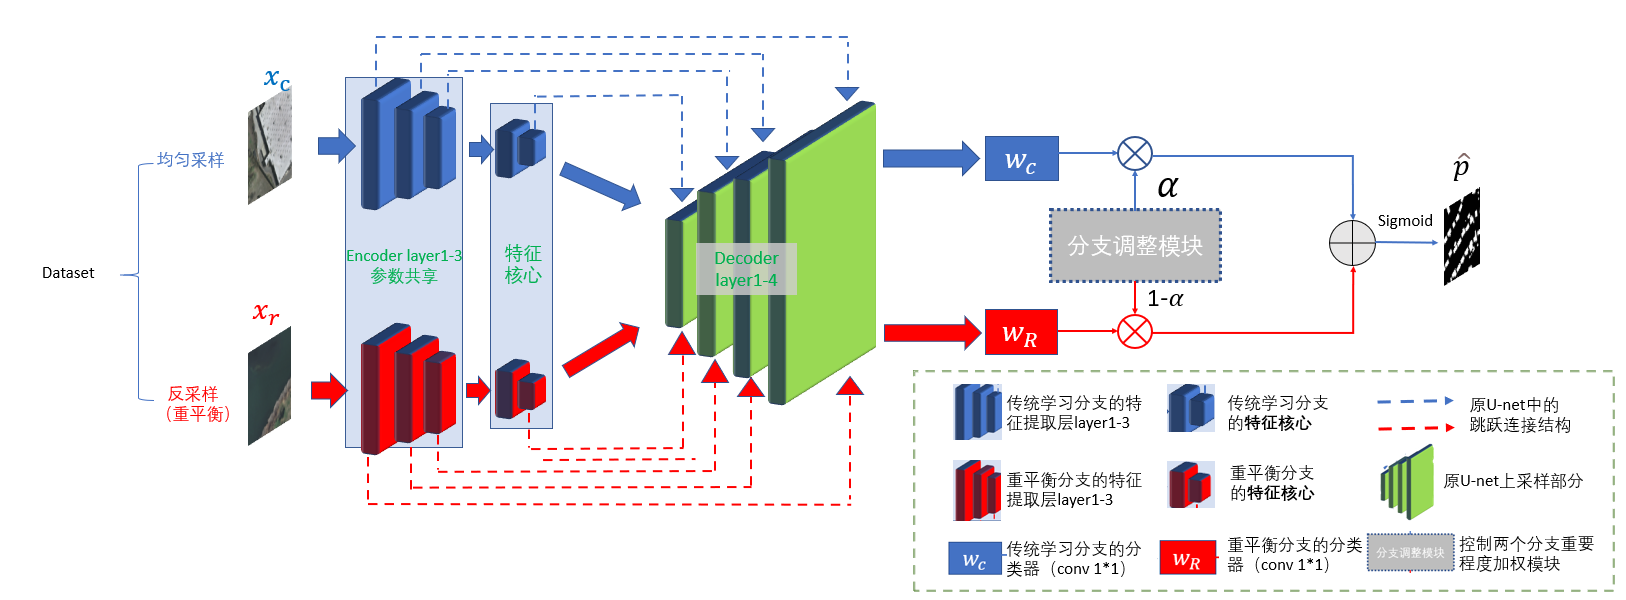 x_c
均匀采样
Dataset
x_r
反采样
（重平衡）
Encoder layer1-3
参数共享
特征
核心
Decoder
layer1-4
w_c
α
分支调整模块
1-α
w_R
Sigmoid
p̂
传统学习分支的特
征提取层layer1-3
传统学习分支
的特征核心
原U-net中的
跳跃连接结构
重平衡分支的特征
提取层layer1-3
重平衡分支
的特征核心
原U-net上采样部分
w_c
传统学习分支的分
类器（conv 1*1）
w_R
重平衡分支的分类
器（conv 1*1）
分支调整模块
控制两个分支重要
程度加权模块